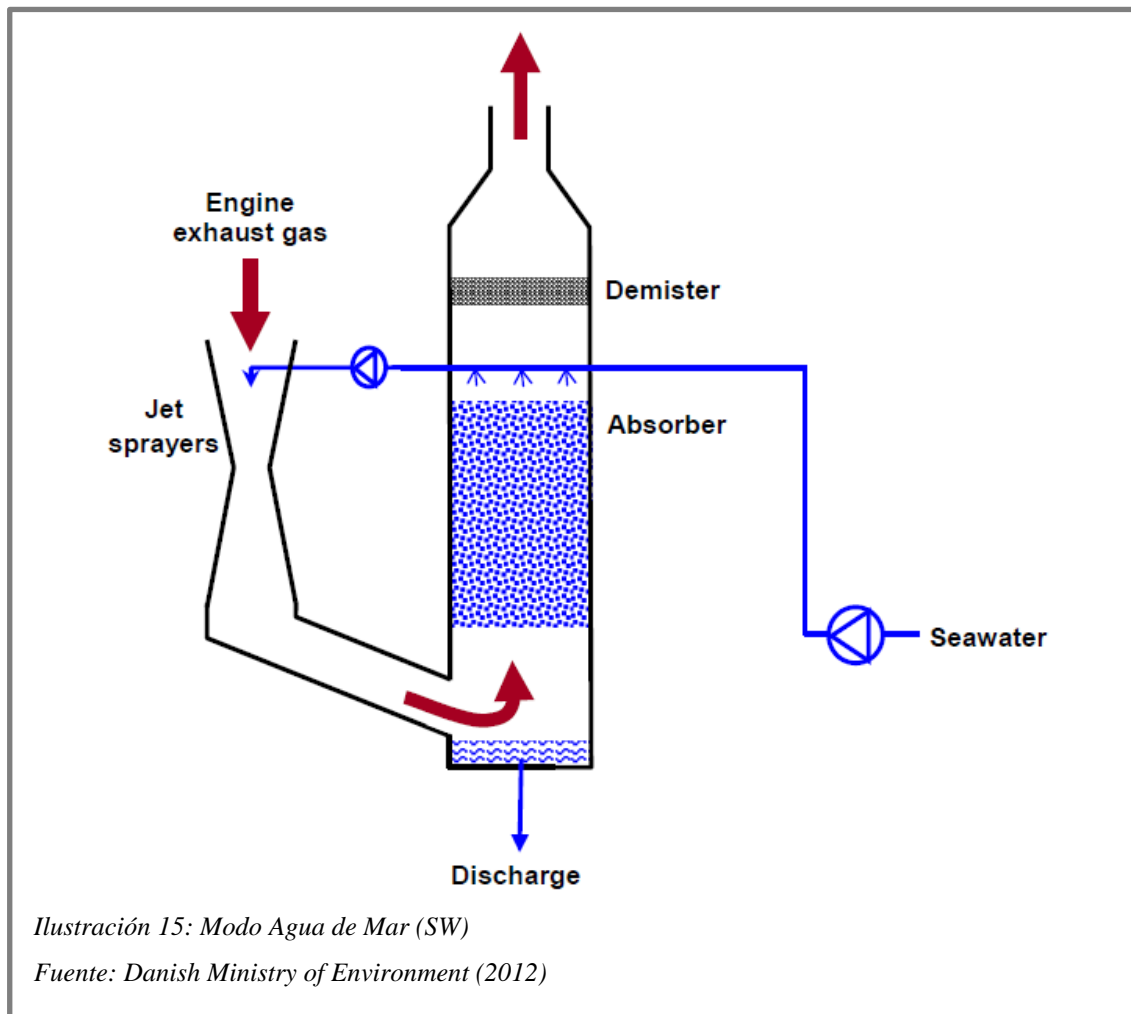 Engine
exhaust gas
Demister
Jet
sprayers
Absorber
Seawater
Discharge
Ilustración 15: Modo Agua de Mar (SW)
Fuente: Danish Ministry of Environment (2012)